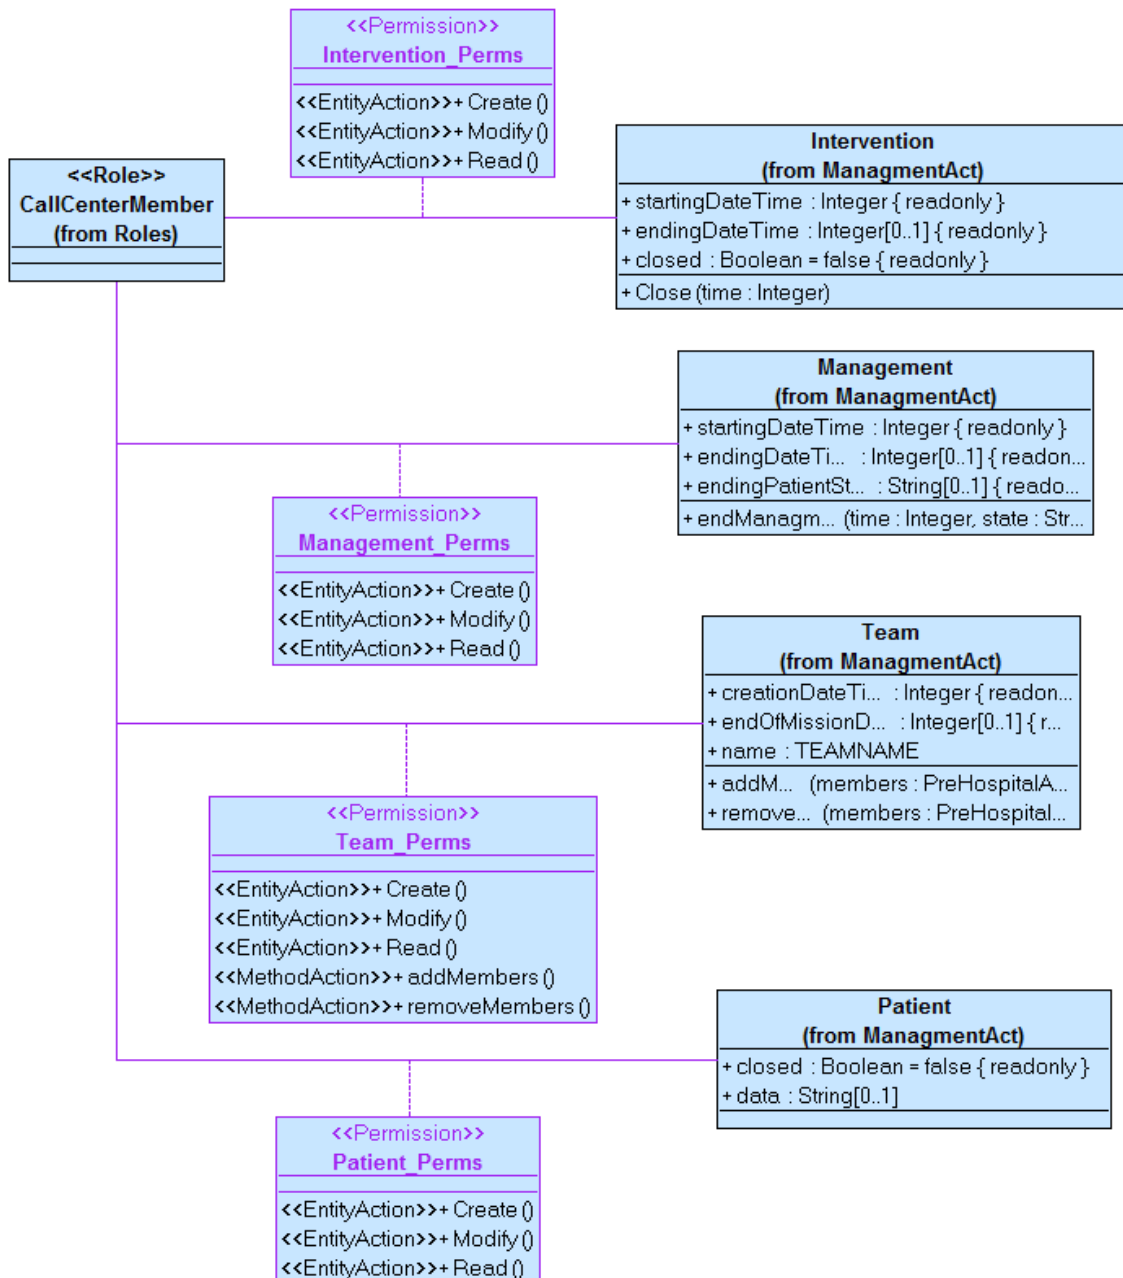 <<Permission>>
Intervention_Perms
<<EntityAction>>+ Create ()
<<EntityAction>>+ Modify ()
<<EntityAction>>+ Read ()
<<Role>>
CallCenterMember
(from Roles)
Intervention
(from ManagmentAct)
+ startingDateTime : Integer { readonly }
+ endingDateTime : Integer[0..1] { readonly }
+ closed : Boolean = false { readonly }
+ Close (time : Integer)
Management
(from ManagmentAct)
+ startingDateTime : Integer { readonly }
+ endingDateTi... : Integer[0..1] { readon...
+ endingPatientSt... : String[0..1] { reado...
+ endManagm... (time : Integer, state : Str...
<<Permission>>
Management_Perms
<<EntityAction>>+ Create ()
<<EntityAction>>+ Modify ()
<<EntityAction>>+ Read ()
Team
(from ManagmentAct)
+ creationDateTi... : Integer { readon...
+ endOfMissionD... : Integer[0..1] { r...
+ name : TEAMNAME
+ addM... (members : PreHospitalA...
+ remove... (members : PreHospital...
<<Permission>>
Team_Perms
<<EntityAction>>+ Create ()
<<EntityAction>>+ Modify ()
<<EntityAction>>+ Read ()
<<MethodAction>>+ addMembers ()
<<MethodAction>>+ removeMembers ()
Patient
(from ManagmentAct)
+ closed : Boolean = false { readonly }
+ data : String[0..1]
<<Permission>>
Patient_Perms
<<EntityAction>>+ Create ()
<<EntityAction>>+ Modify ()
<<EntityAction>>+ Read ()